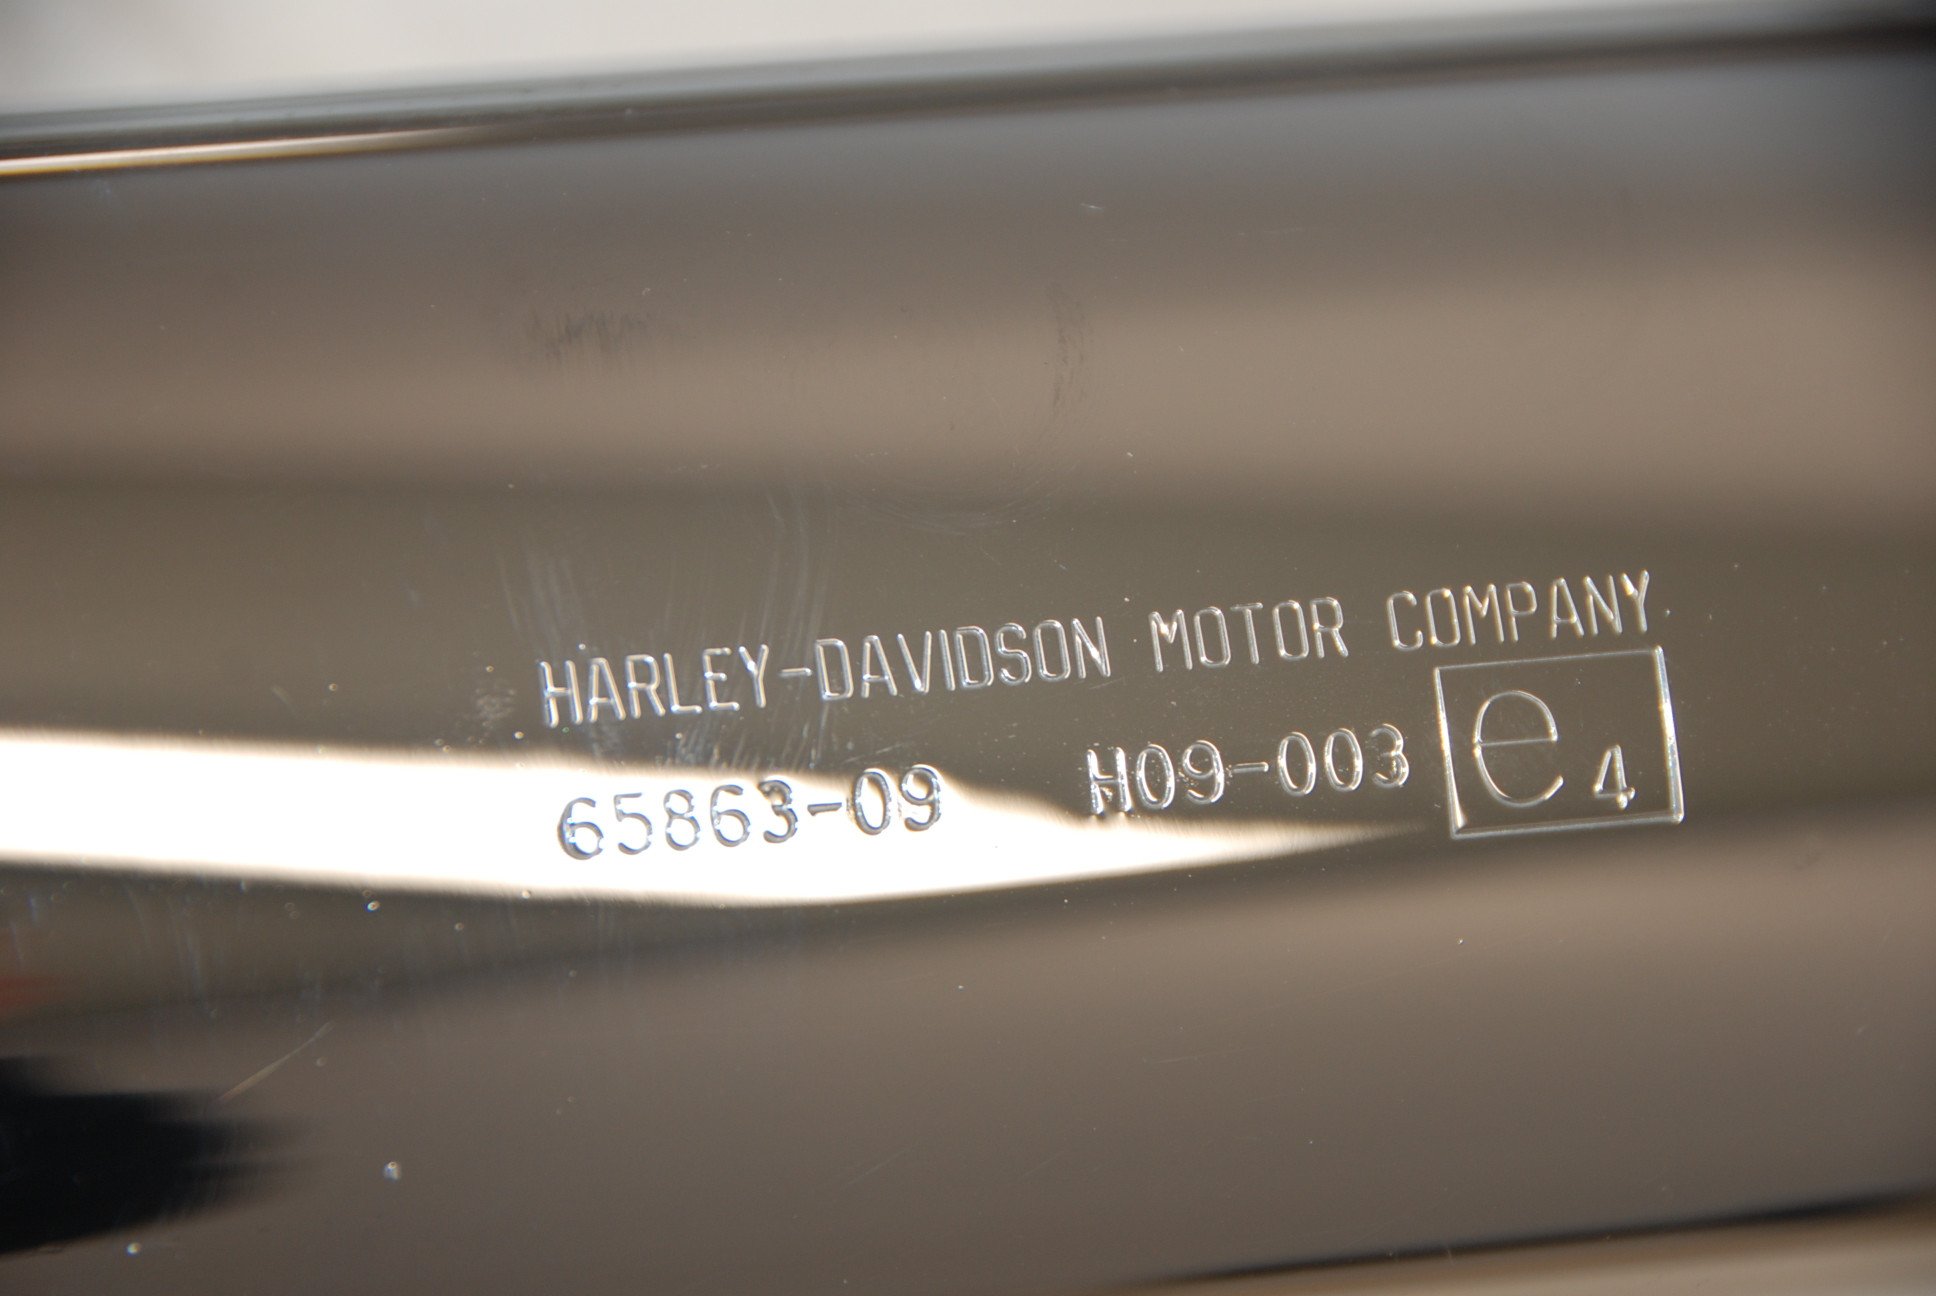 HARLEY-DAVIDSON MOTOR COMPANY
65863-09 H09-003 e4